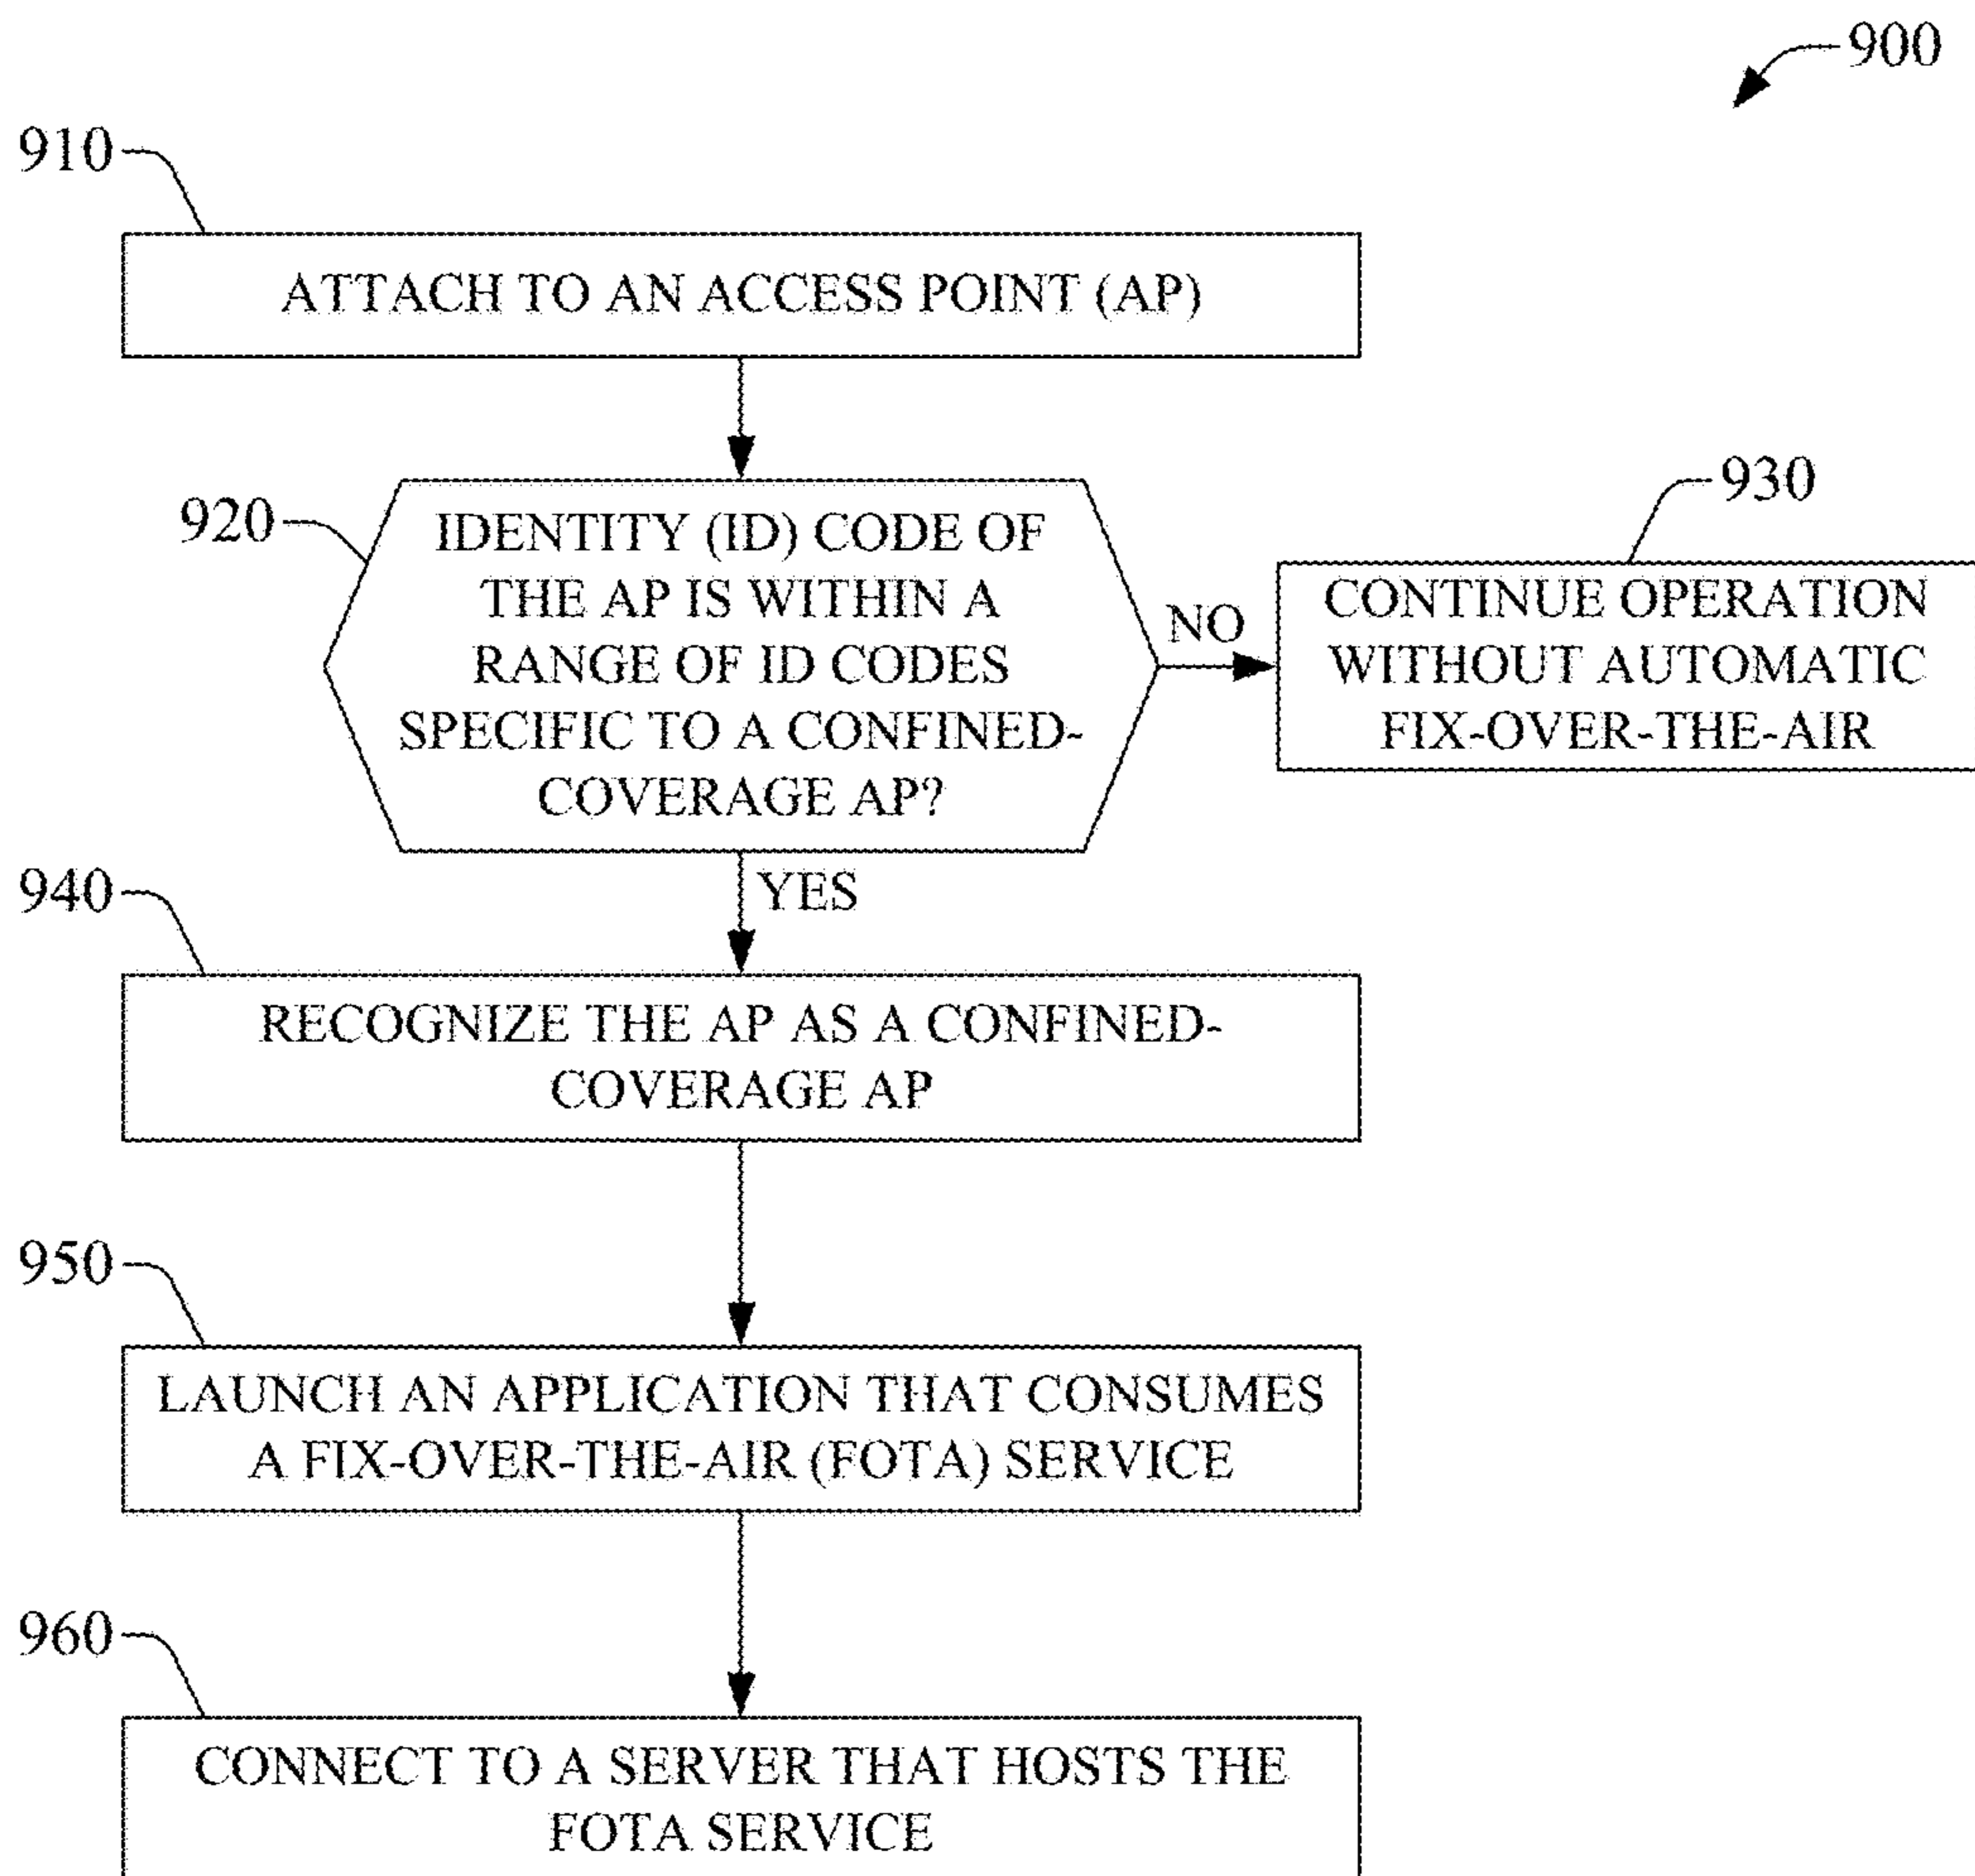 900
910
ATTACH TO AN ACCESS POINT (AP)
920
IDENTITY (ID) CODE OF
THE AP IS WITHIN A
RANGE OF ID CODES
SPECIFIC TO A CONFINED-
COVERAGE AP?
NO
930
CONTINUE OPERATION
WITHOUT AUTOMATIC
FIX-OVER-THE-AIR
YES
940
RECOGNIZE THE AP AS A CONFINED-
COVERAGE AP
950
LAUNCH AN APPLICATION THAT CONSUMES
A FIX-OVER-THE-AIR (FOTA) SERVICE
960
CONNECT TO A SERVER THAT HOSTS THE
FOTA SERVICE